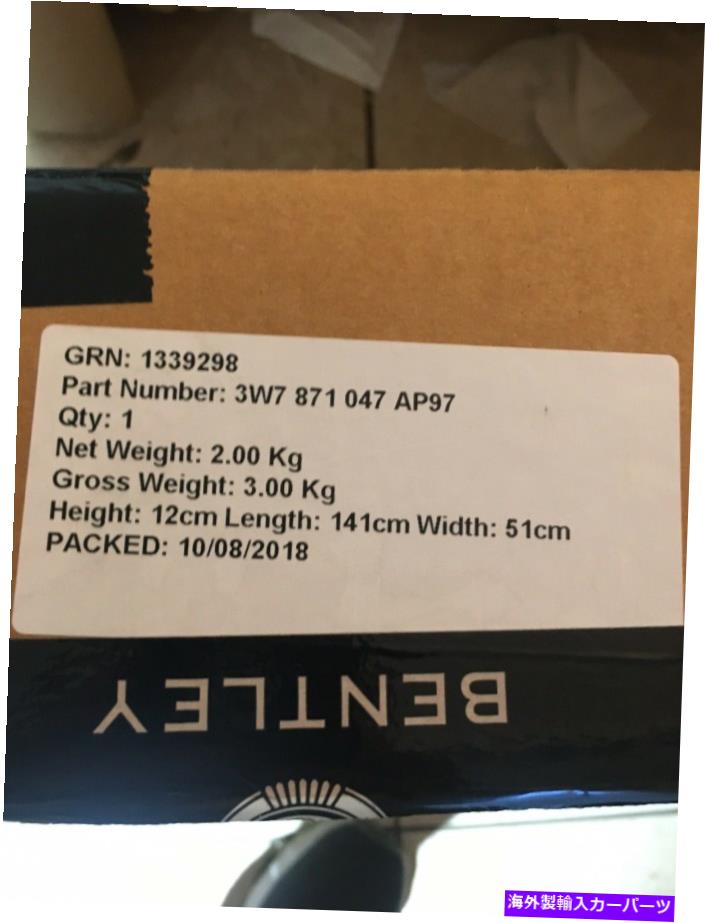 GRN: 1339298
Part Number: 3W7 871 047 AP97
Qty: 1
Net Weight: 2.00 Kg
Gross Weight: 3.00 Kg
Height: 12cm Length: 141cm Width: 51cm
PACKED: 10/08/2018
BENTLEY
海外製輸入カーパーツ